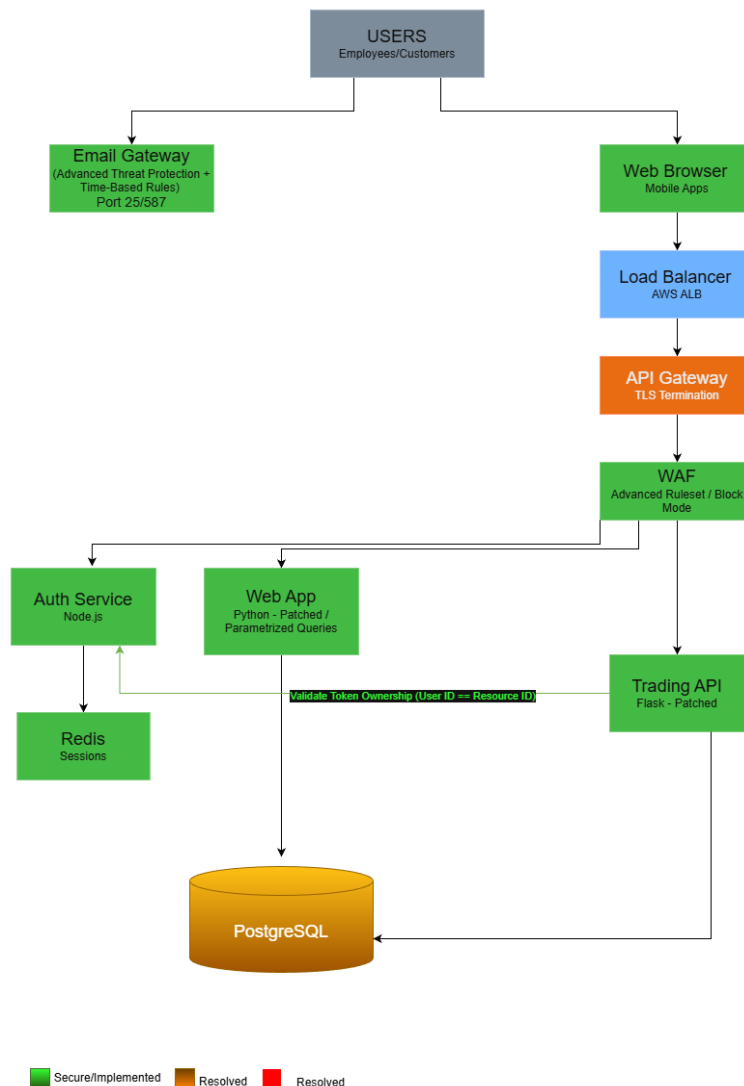 USERS
Employees/Customers
Email Gateway
(Advanced Threat Protection +
Time-Based Rules)
Port 25/587
Web Browser
Mobile Apps
Load Balancer
AWS ALB
API Gateway
TLS Termination
WAF
Advanced Ruleset / Block
Mode
Auth Service
Node.js
Web App
Python - Patched /
Parametrized Queries
Validate Token Ownership (User ID == Resource ID)
Trading API
Flask - Patched
Redis
Sessions
PostgreSQL
Secure/Implemented
Resolved
Resolved